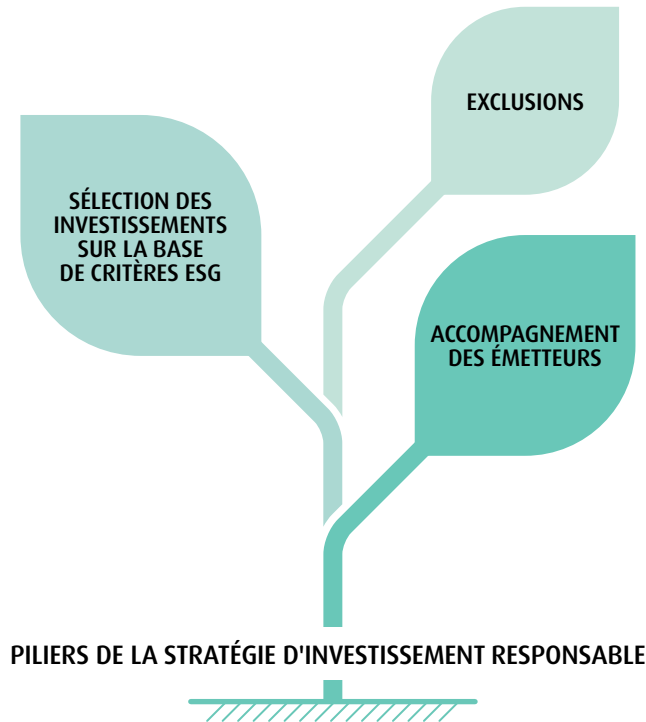 EXCLUSIONS
SÉLECTION DES
INVESTISSEMENTS
SUR LA BASE
DE CRITÈRES ESG
ACCOMPAGNEMENT
DES ÉMETTEURS
PILIERS DE LA STRATÉGIE D'INVESTISSEMENT RESPONSABLE